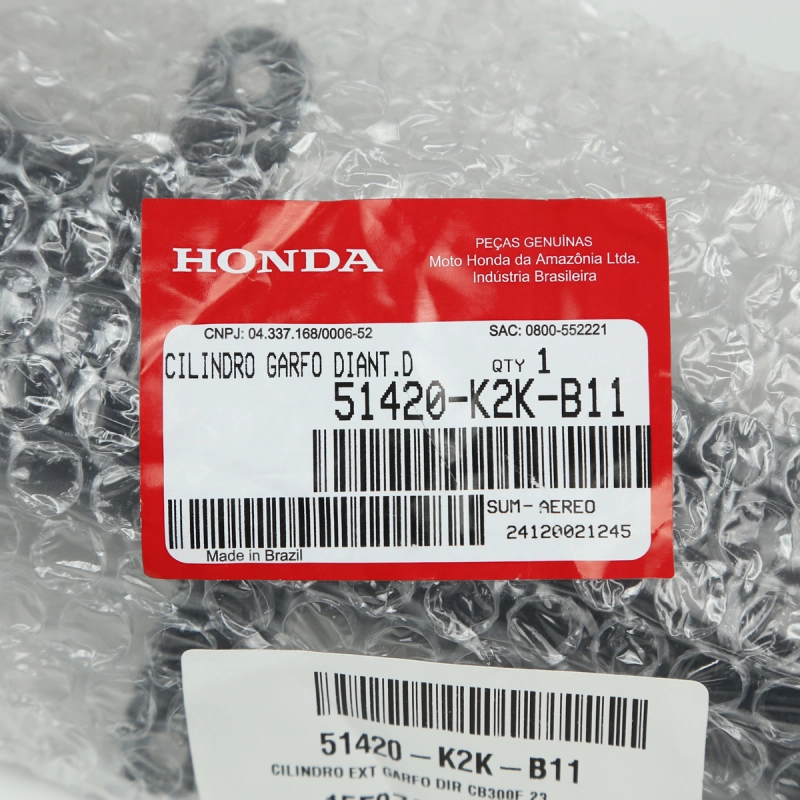 HONDA
PEÇAS GENUÍNAS
Moto Honda da Amazônia Ltda.
Indústria Brasileira
CNPJ: 04.337.168/0006-52
SAC: 0800-552221
CILINDRO GARFO DIANT.D
QTY 1
51420-K2K-B11
SUM-AEREO
24120021245
Made in Brazil
51420-K2K-B11
CILINDRO EXT GARFO DIR CB300F 23